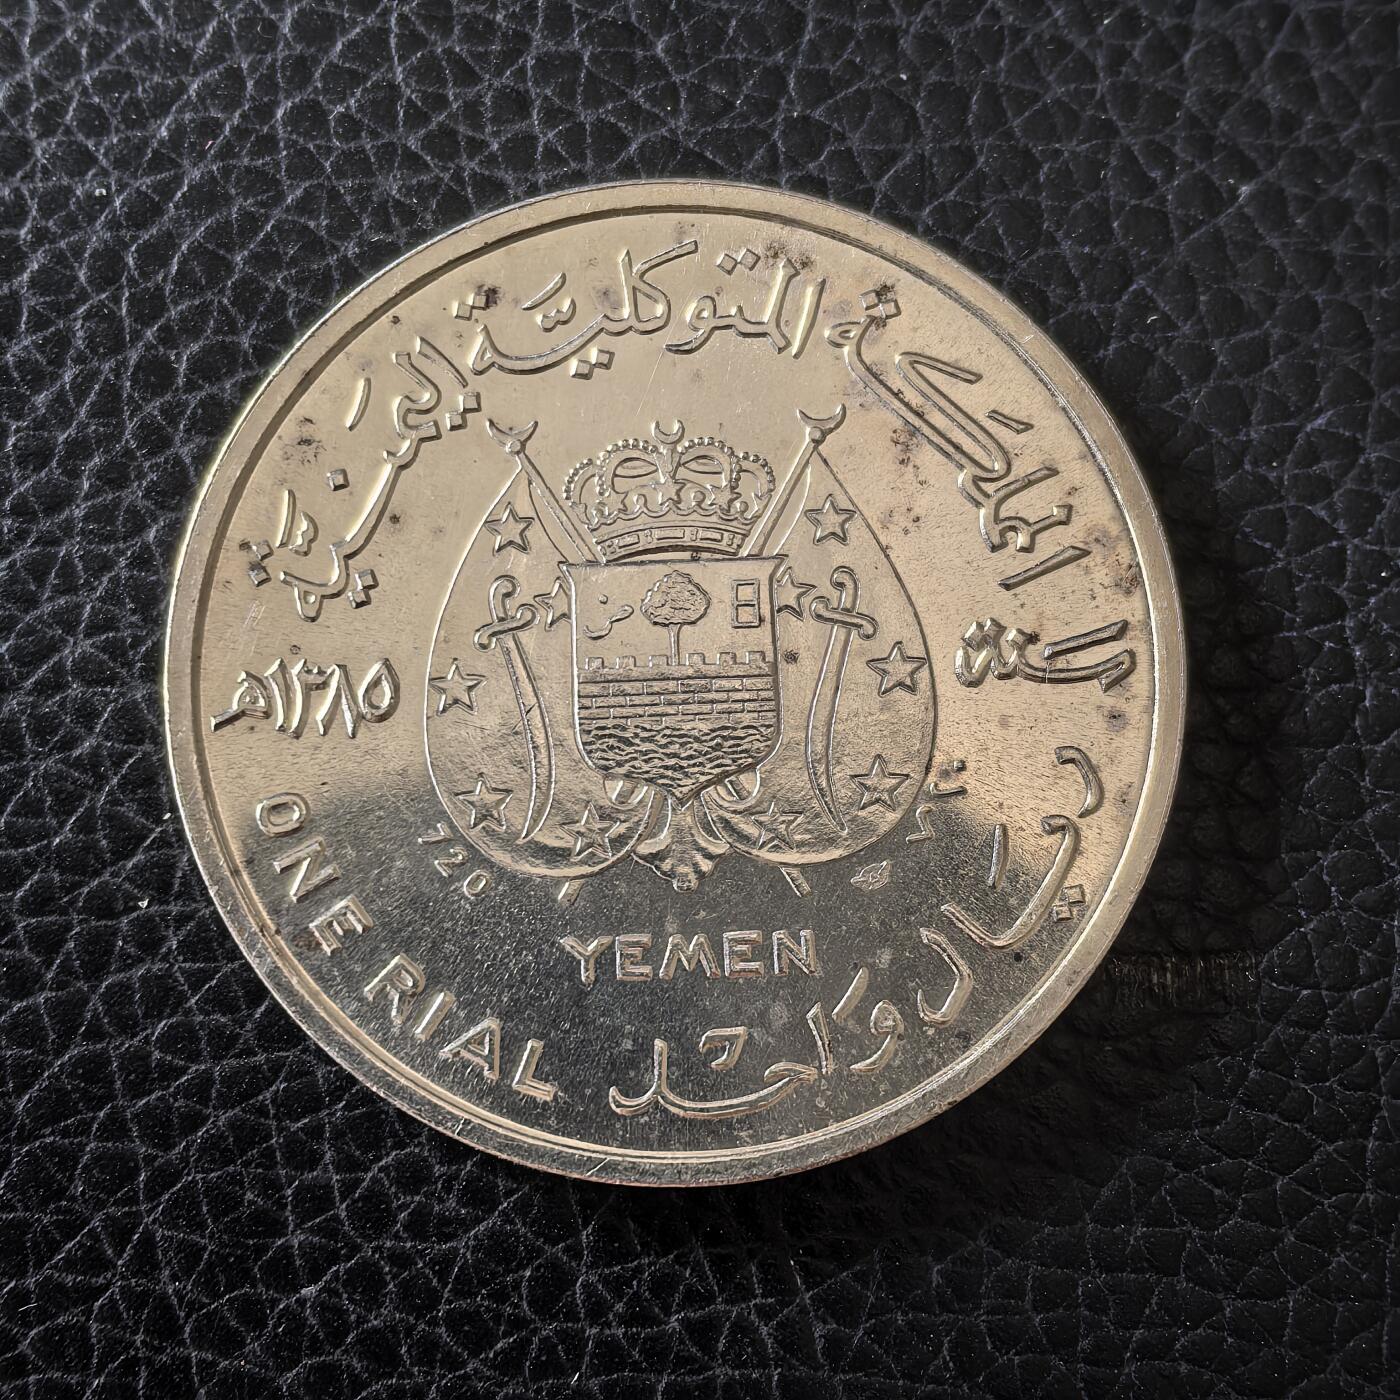 المملكة المتوكلية اليمنية
سنة
١٣٨٥هـ
ريال واحد
ONE RIAL
YEMEN
720